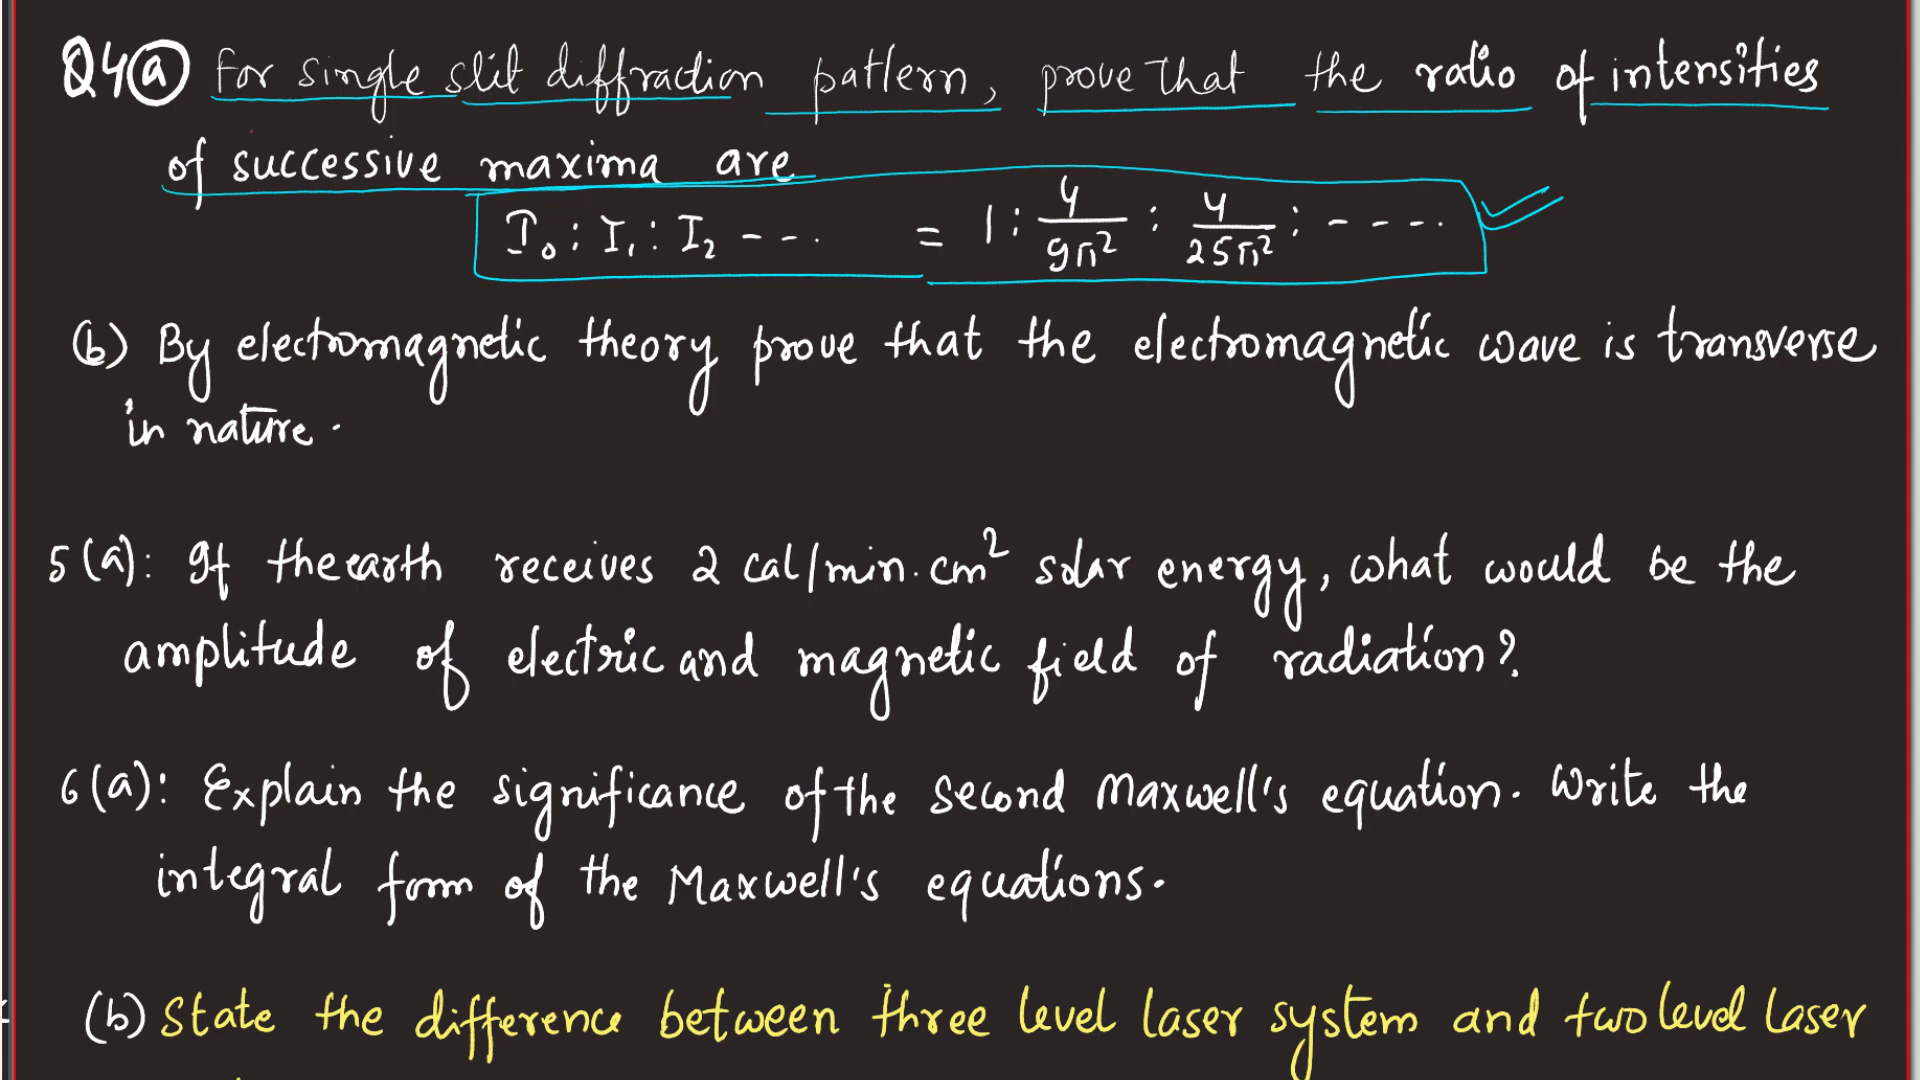 Q4(a) For single slit diffraction pattern, prove that the ratio of intensities
of successive maxima are
I₀ : I₁ : I₂ --- = 1 : 4/9π² : 4/25π² : -----
(b) By electromagnetic theory prove that the electromagnetic wave is transverse
in nature.
5(a): If the earth receives 2 cal/min.cm² solar energy, what would be the
amplitude of electric and magnetic field of radiation?
6(a): Explain the significance of the second Maxwell's equation. Write the
integral form of the Maxwell's equations.
(b) State the difference between three level laser system and two level laser